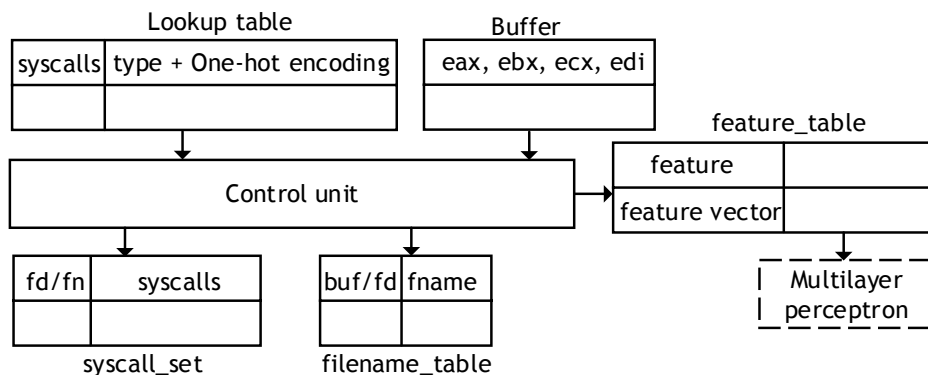 Lookup table
syscalls type + One-hot encoding
Buffer
eax, ebx, ecx, edi
Control unit
feature_table
feature
feature vector
Multilayer
perceptron
fd/fn syscalls
syscall_set
buf/fd fname
filename_table